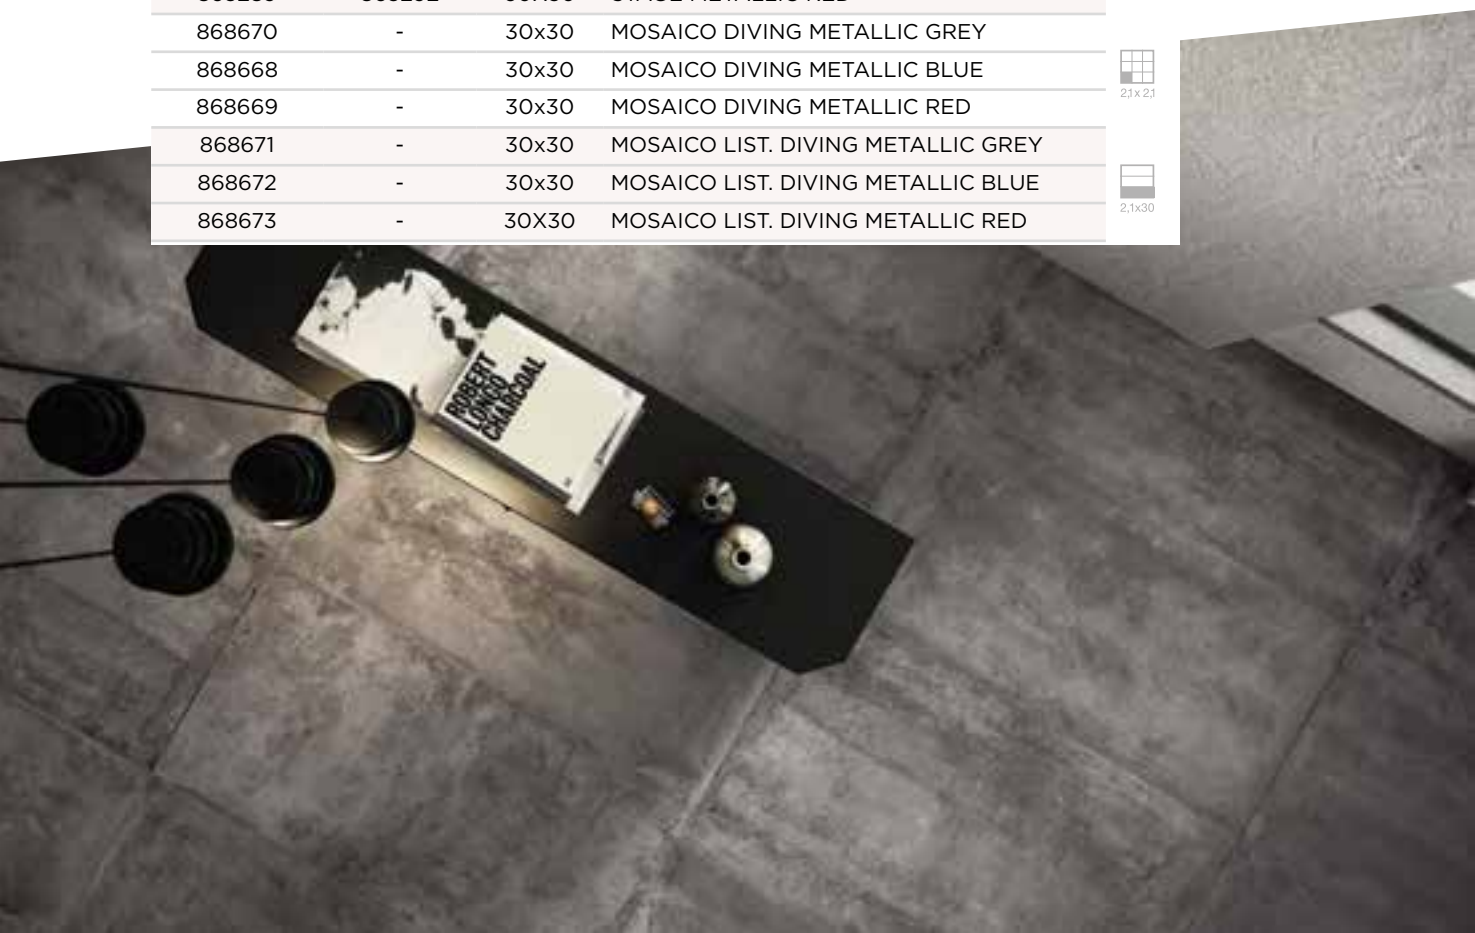 868670 - 30x30 MOSAICO DIVING METALLIC GREY
868668 - 30x30 MOSAICO DIVING METALLIC BLUE
868669 - 30x30 MOSAICO DIVING METALLIC RED
2,1x 2,1
868671 - 30x30 MOSAICO LIST. DIVING METALLIC GREY
868672 - 30x30 MOSAICO LIST. DIVING METALLIC BLUE
868673 - 30X30 MOSAICO LIST. DIVING METALLIC RED
2,1x30
ROBERT
LONGO
CHARCOAL